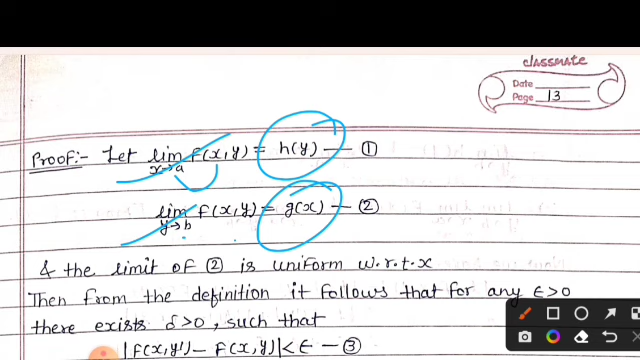 classmate
Date
Page 13
Proof:- Let lim x→a f(x,y) = h(y) — ①
lim y→b f(x,y) = g(x) — ②
& the limit of ② is uniform w.r.t x
Then from the definition it follows that for any ε>0
there exists δ>0, such that
|f(x,y') - f(x,y)| < ε — ③